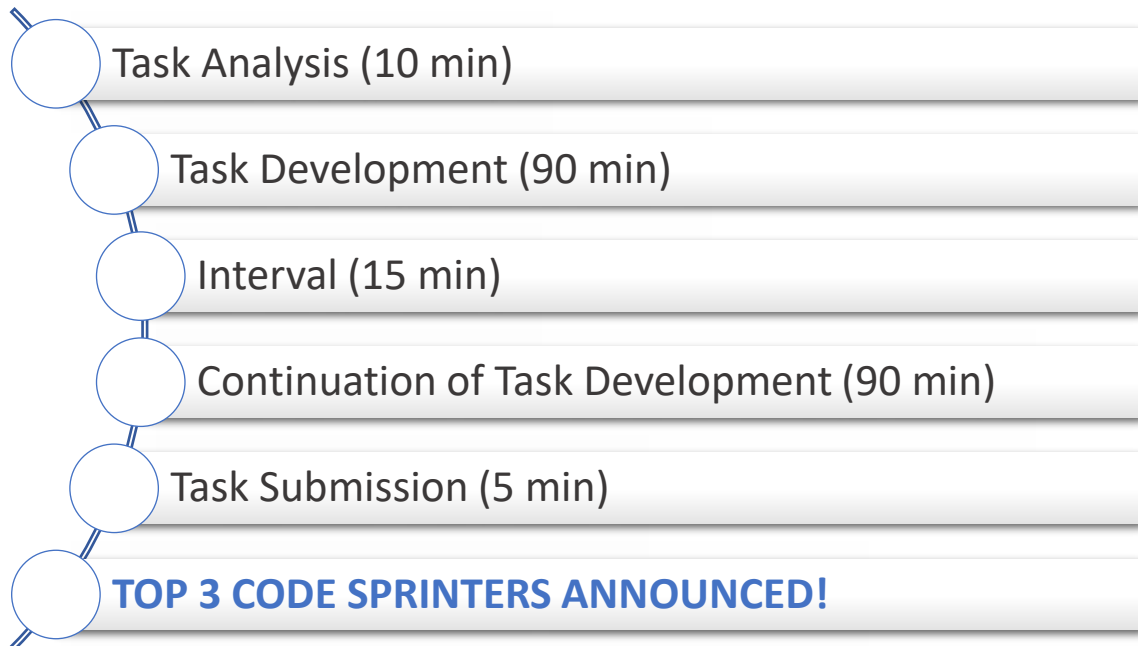 Task Analysis (10 min)
Task Development (90 min)
Interval (15 min)
Continuation of Task Development (90 min)
Task Submission (5 min)
TOP 3 CODE SPRINTERS ANNOUNCED!